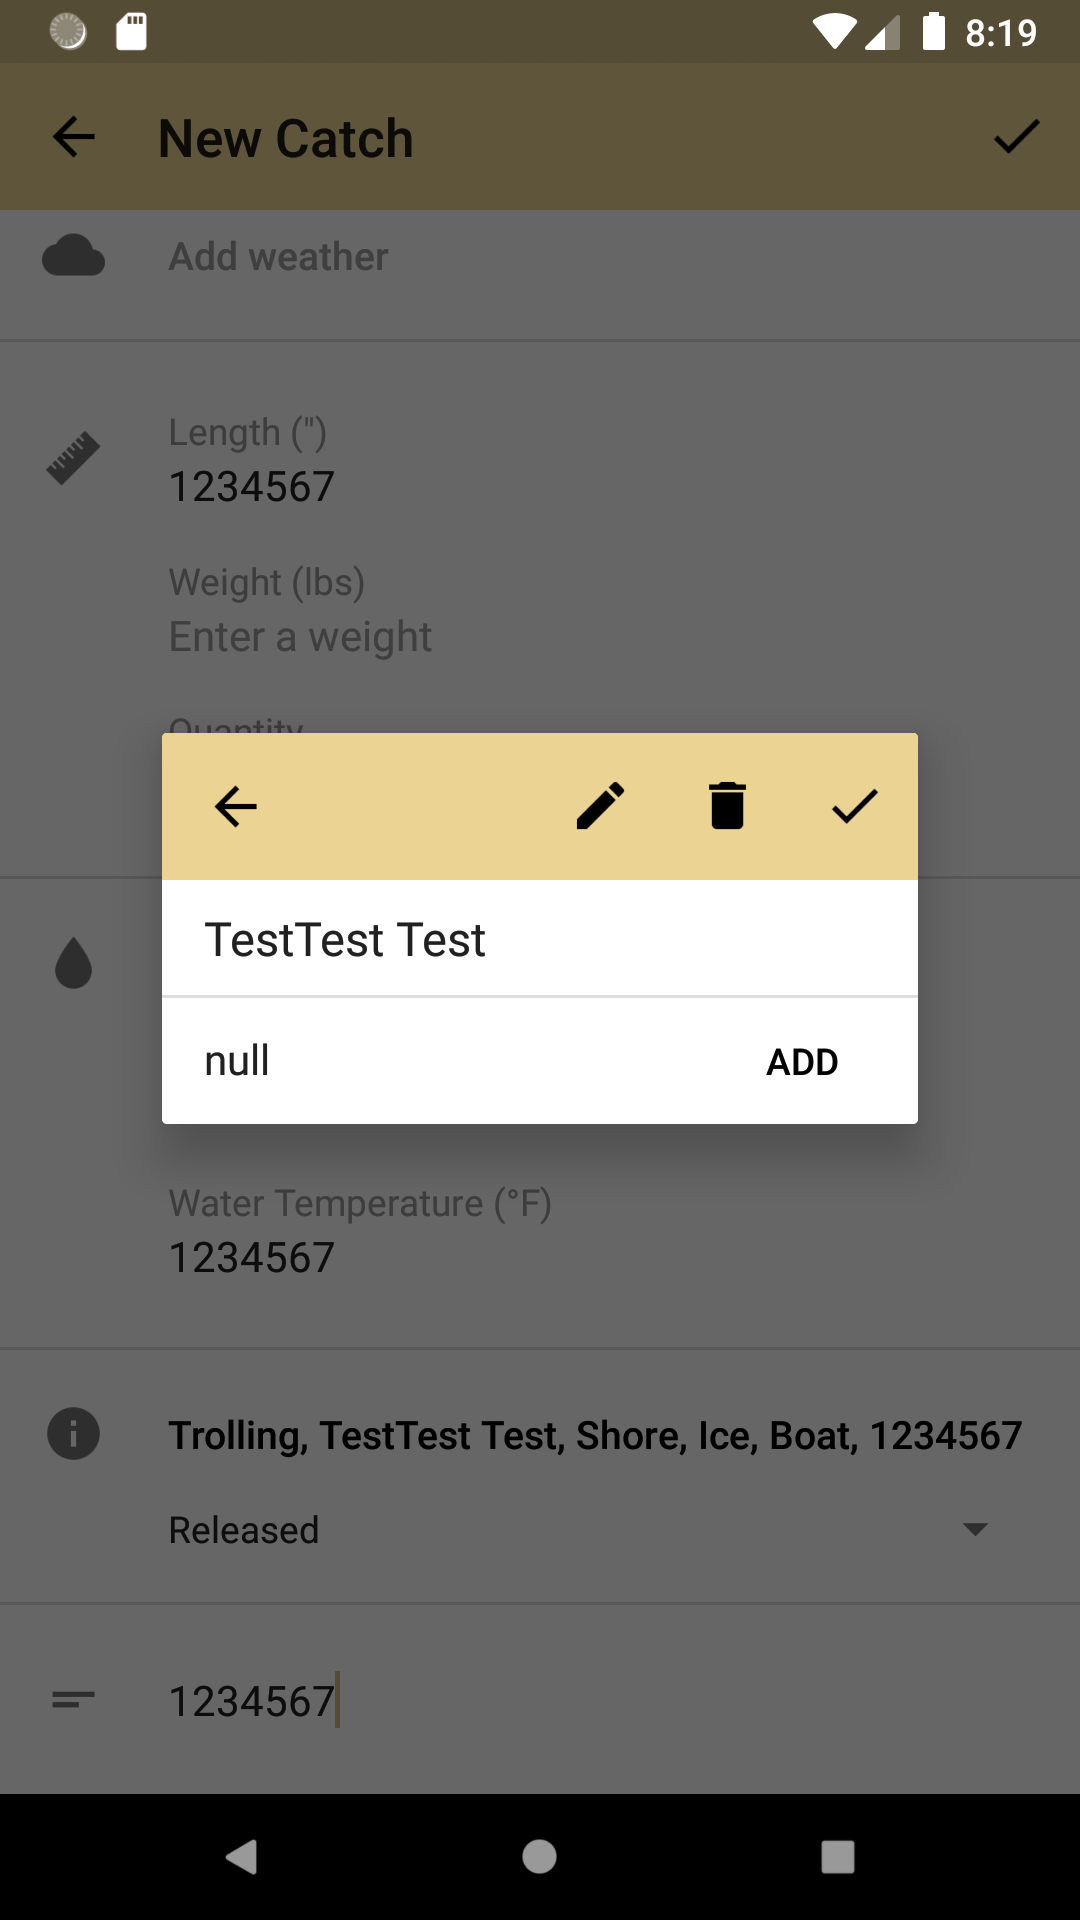 8:19
New Catch
Add weather
Length (")
1234567
Weight (lbs)
Enter a weight
Quantity
TestTest Test
null
ADD
Water Temperature (°F)
1234567
Trolling, TestTest Test, Shore, Ice, Boat, 1234567
Released
1234567